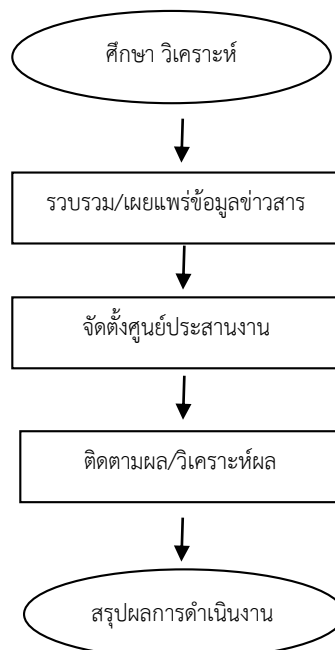 ศึกษา วิเคราะห์
รวบรวม/เผยแพร่ข้อมูลข่าวสาร
จัดตั้งศูนย์ประสานงาน
ติดตามผล/วิเคราะห์ผล
สรุปผลการดำเนินงาน